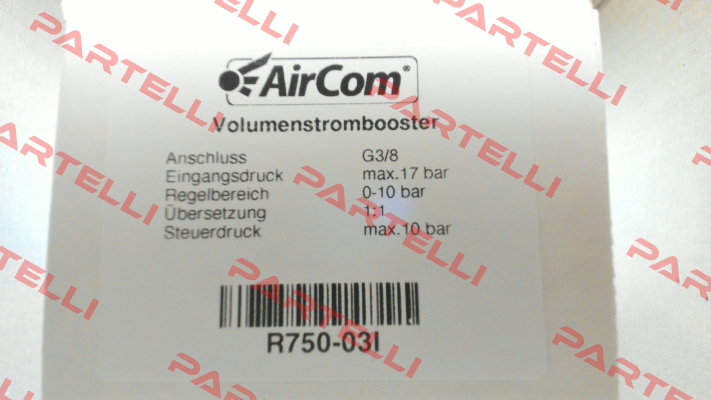 AirCom®
Volumenstrombooster
Anschluss G3/8
Eingangsdruck max.17 bar
Regelbereich 0-10 bar
Übersetzung 1:1
Steuerdruck max.10 bar
R750-03I
PARTELLI
PARTELLI
PARTELLI
PARTELLI
PARTELLI
PARTELLI
PARTELLI
PARTELLI
PARTELLI